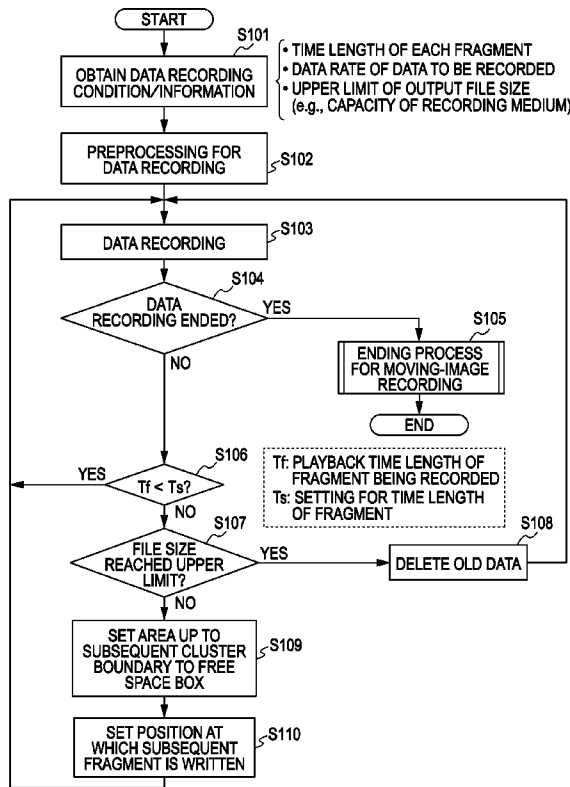 START
S101
OBTAIN DATA RECORDING
CONDITION/INFORMATION
• TIME LENGTH OF EACH FRAGMENT
• DATA RATE OF DATA TO BE RECORDED
• UPPER LIMIT OF OUTPUT FILE SIZE
(e.g., CAPACITY OF RECORDING MEDIUM)
PREPROCESSING FOR
DATA RECORDING
S102
DATA RECORDING
S103
S104
DATA
RECORDING ENDED?
YES
NO
S105
ENDING PROCESS
FOR MOVING-IMAGE
RECORDING
END
S106
Tf < Ts?
YES
NO
Tf: PLAYBACK TIME LENGTH OF
FRAGMENT BEING RECORDED
Ts: SETTING FOR TIME LENGTH
OF FRAGMENT
S107
FILE SIZE
REACHED UPPER
LIMIT?
YES
NO
S108
DELETE OLD DATA
SET AREA UP TO
SUBSEQUENT CLUSTER
BOUNDARY TO FREE
SPACE BOX
S109
SET POSITION AT
WHICH SUBSEQUENT
FRAGMENT IS WRITTEN
S110